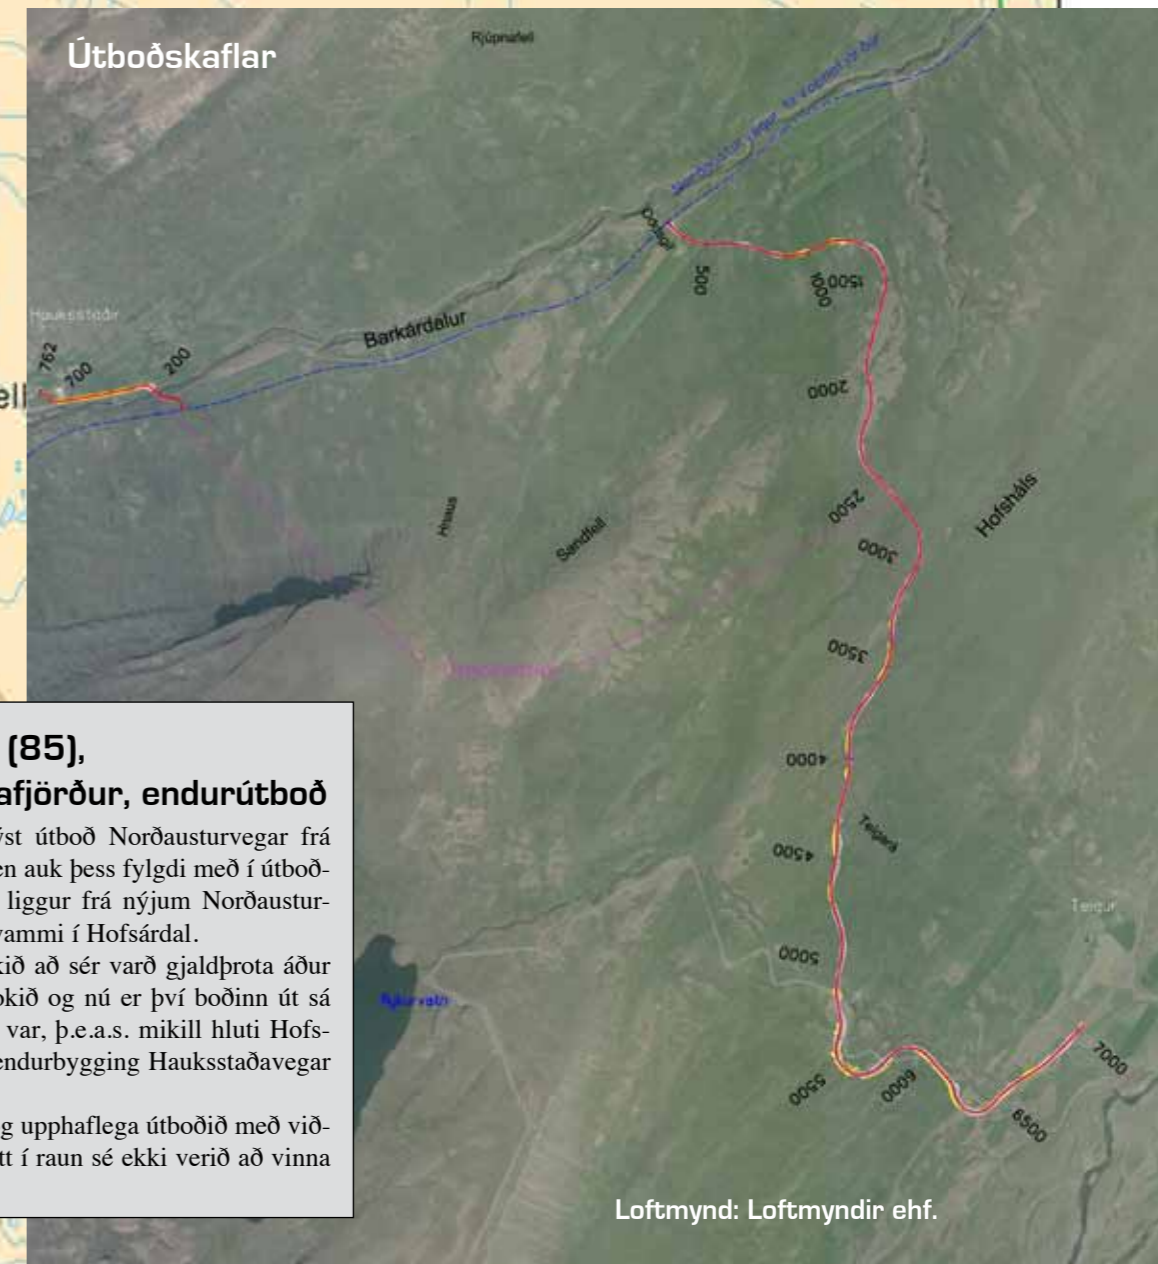 Útboðskaflar
Rjúpnafell
Norðausturvegur
Oddsgil
500
1000
1500
Hauksstaðir
Barkárdalur
762
700
200
2000
Hnaus
Sandfell
2500
3000
Hofsháls
3500
4000
Teigará
4500
5000
Teigur
5500
6000
6500
7000
(85),
afjörður, endurútboð
ýst útboð Norðausturvegar frá
en auk þess fylgdi með í útboð-
liggur frá nýjum Norðaustur-
vammi í Hofsárdal.
kið að sér varð gjaldþrota áður
okið og nú er því boðinn út sá
var, þ.e.a.s. mikill hluti Hofs-
endurbygging Hauksstaðavegar
g upphaflega útboðið með við-
tt í raun sé ekki verið að vinna
Loftmynd: Loftmyndir ehf.